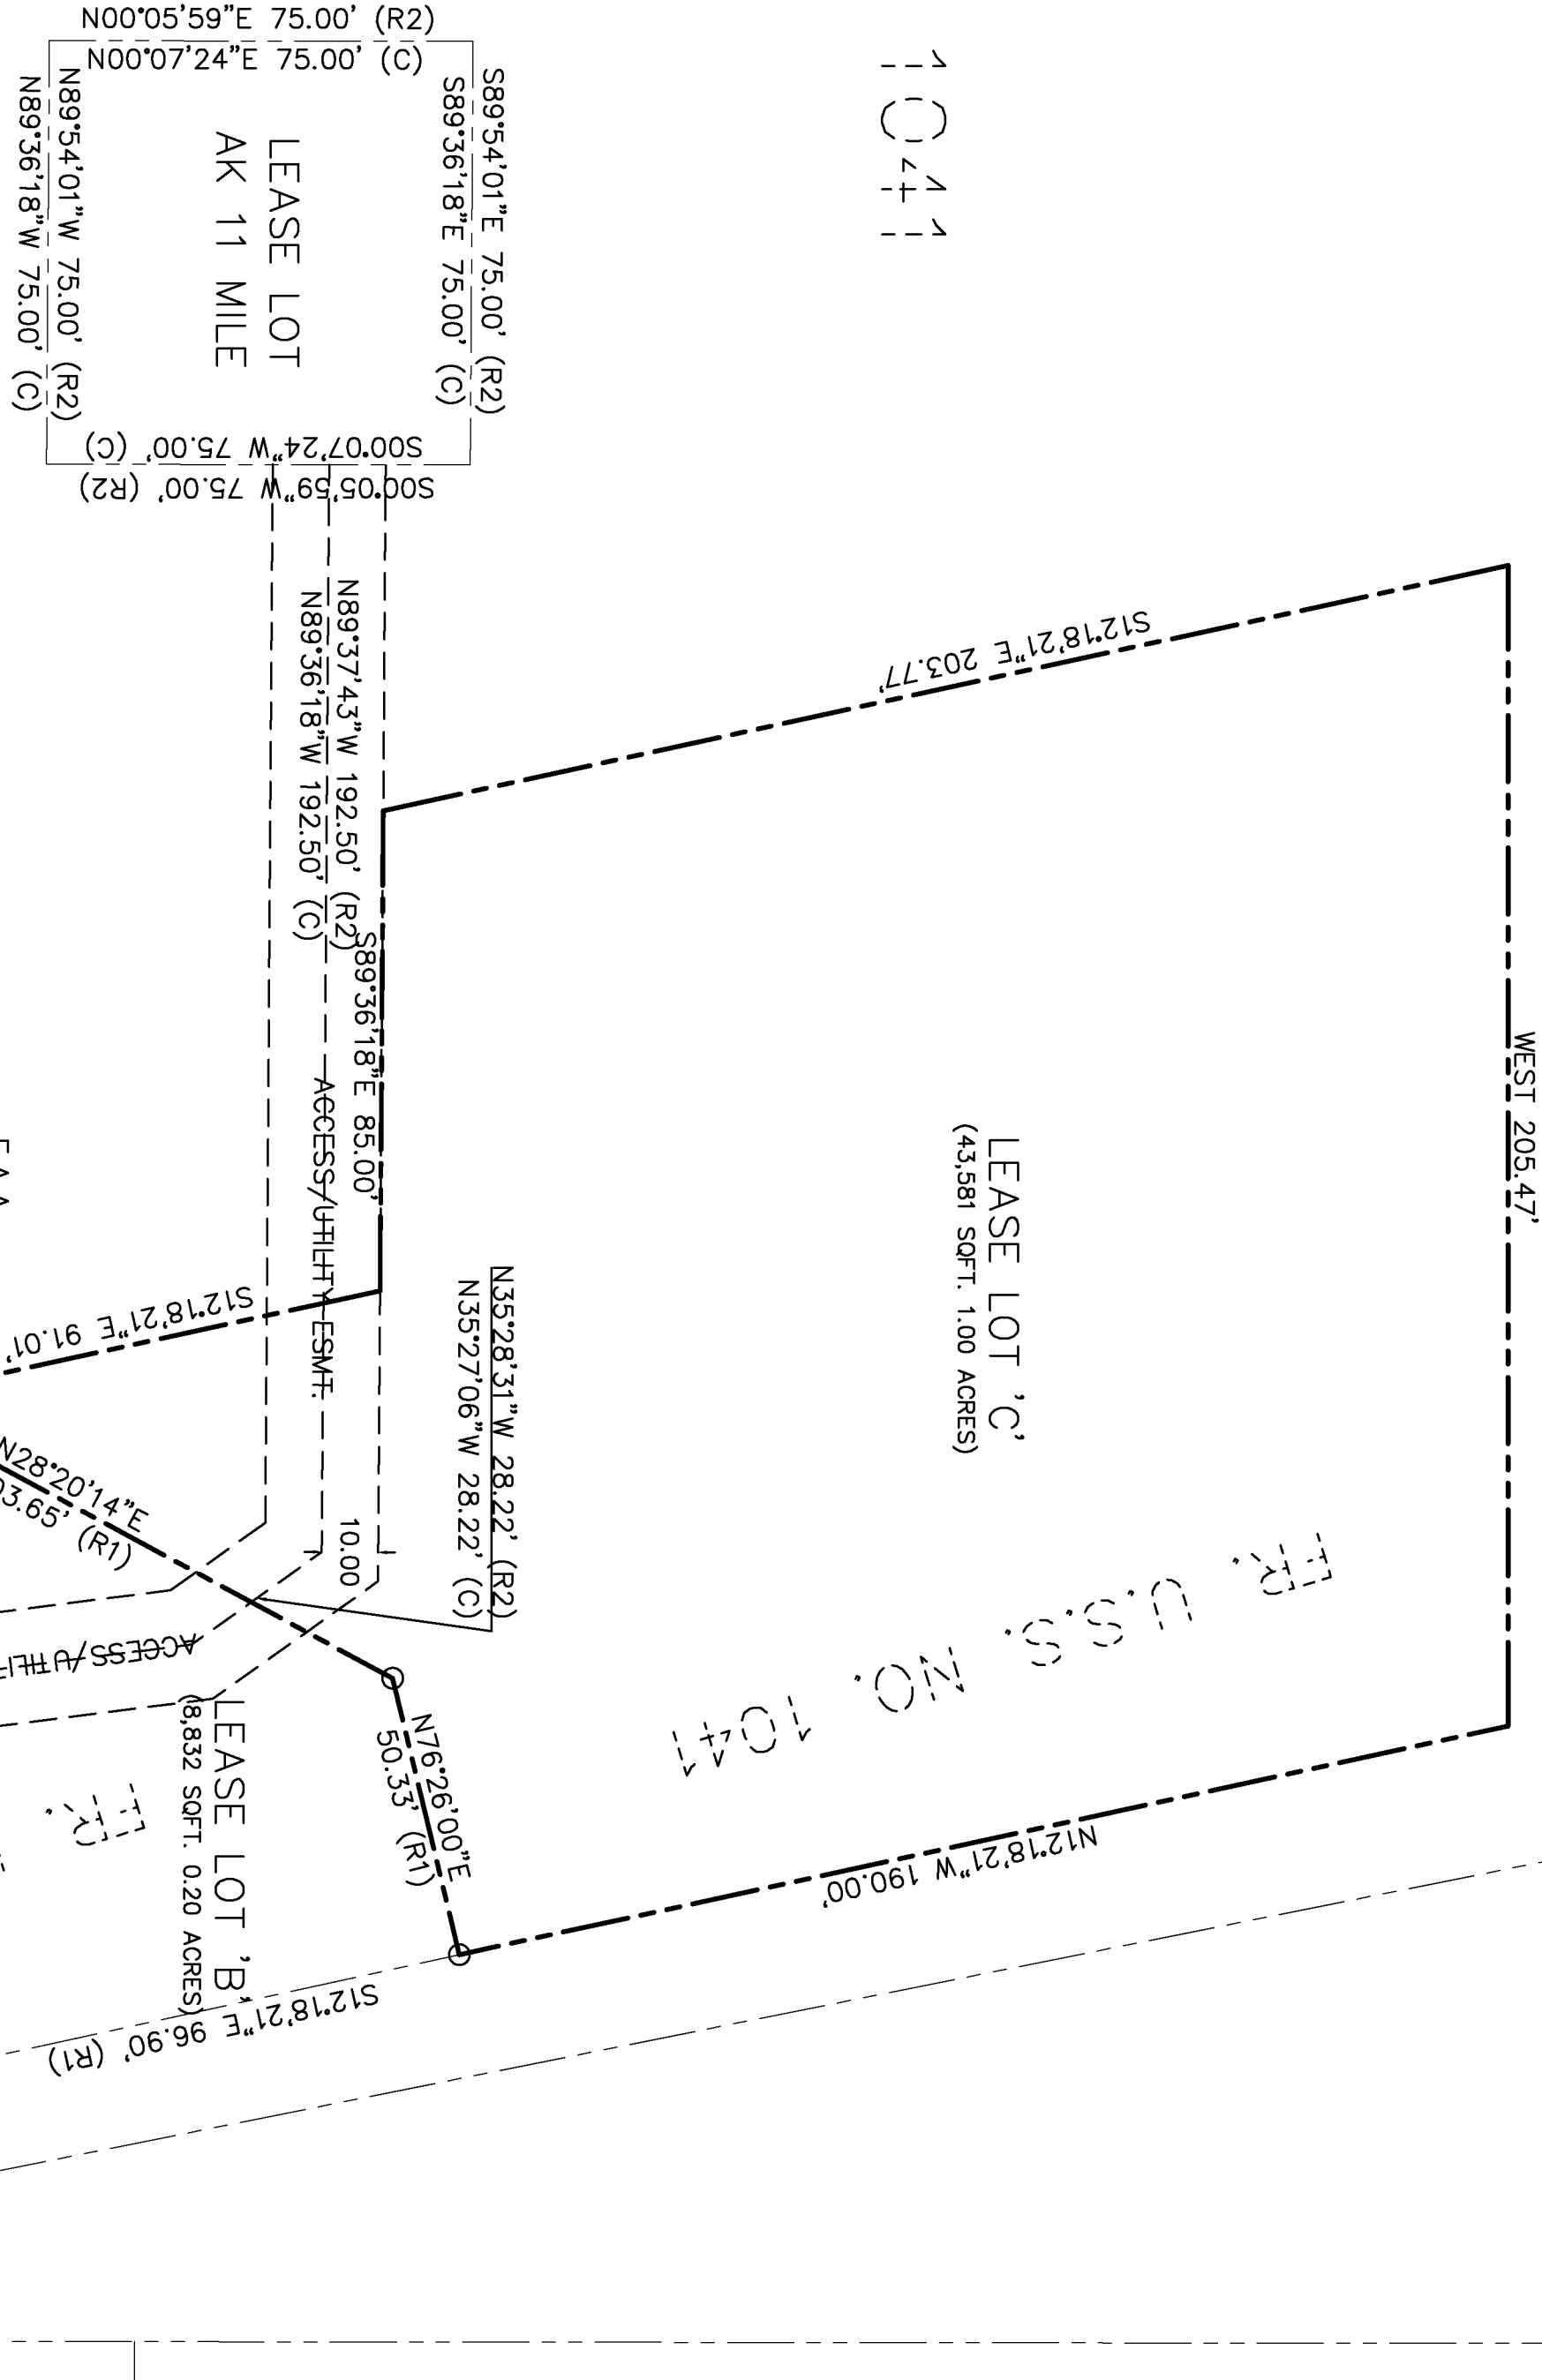 WEST 205.47'
1041
S12°18'21"E 203.77'
LEASE LOT 'C'
(43,581 SQFT. 1.00 ACRES)
FR. U.S.S. NO. 1041
N12°18'21"W 190.00'
S89°54'01"E 75.00' (R2)
S89°36'18"E 75.00' (C)
N00°05'59"E 75.00' (R2)
N00°07'24"E 75.00' (C)
LEASE LOT
AK 11 MILE
S00°07'24"W 75.00' (C)
S00°05'59"W 75.00' (R2)
N89°54'01"W 75.00' (R2)
N89°36'18"W 75.00' (C)
N89°37'43"W 192.50' (R2)
N89°36'18"W 192.50' (C)
S89°36'18"E 85.00'
ACCESS/UTILITY ESMT.
N35°28'31"W 28.22' (R2)
N35°27'06"W 28.22' (C)
10.00
N76°26'00"E
50.33' (R1)
S12°18'21"E 91.01'
N28°20'14"E
03.65' (R1)
ACCESS/UTILI
LEASE LOT 'B'
(8,832 SQFT. 0.20 ACRES)
FR.
S12°18'21"E 96.90' (R1)